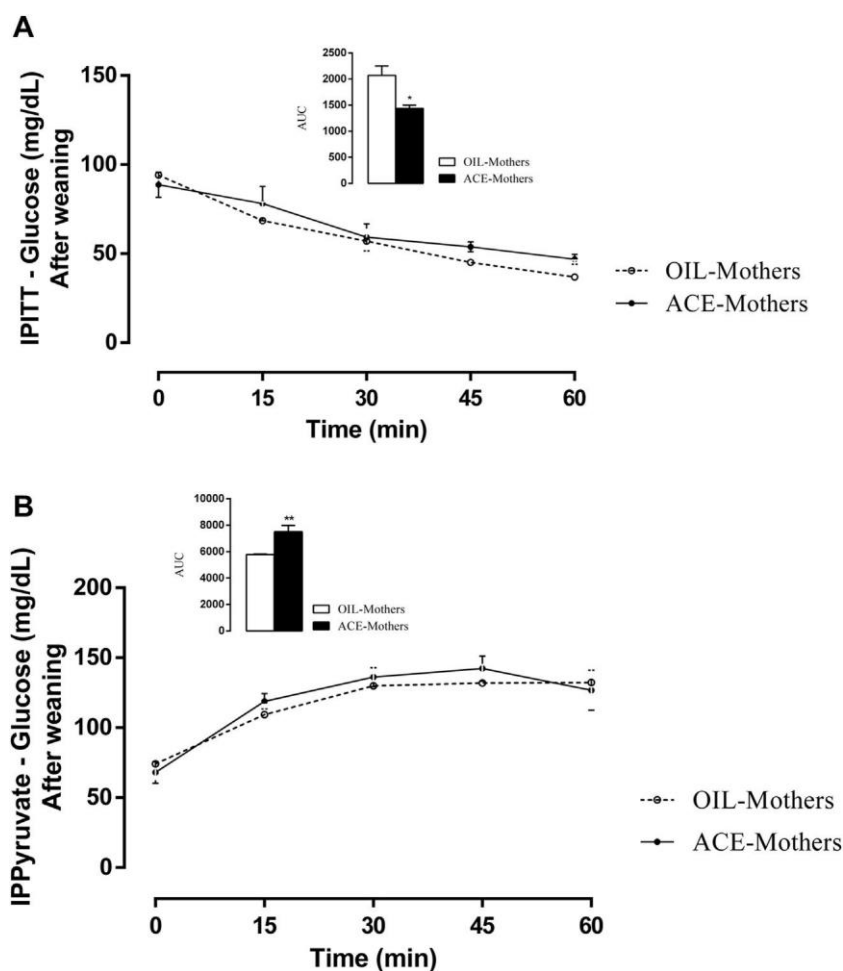 A
IPITT - Glucose (mg/dL)
After weaning
150
100
50
0
AUC
2500
2000
1500
1000
500
0
*
OIL-Mothers
ACE-Mothers
OIL-Mothers
ACE-Mothers
0 15 30 45 60
Time (min)
B
IPPyruvate - Glucose (mg/dL)
After weaning
200
150
100
50
0
AUC
10000
8000
6000
4000
2000
0
**
OIL-Mothers
ACE-Mothers
OIL-Mothers
ACE-Mothers
0 15 30 45 60
Time (min)